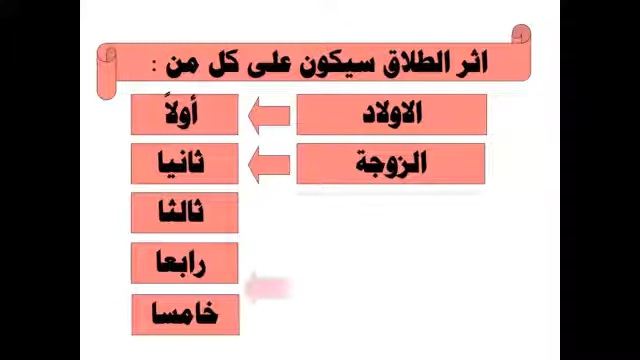 اثر الطلاق سيكون على كل من :
الاولاد
أولاً
الزوجة
ثانيا
ثالثا
رابعا
خامسا